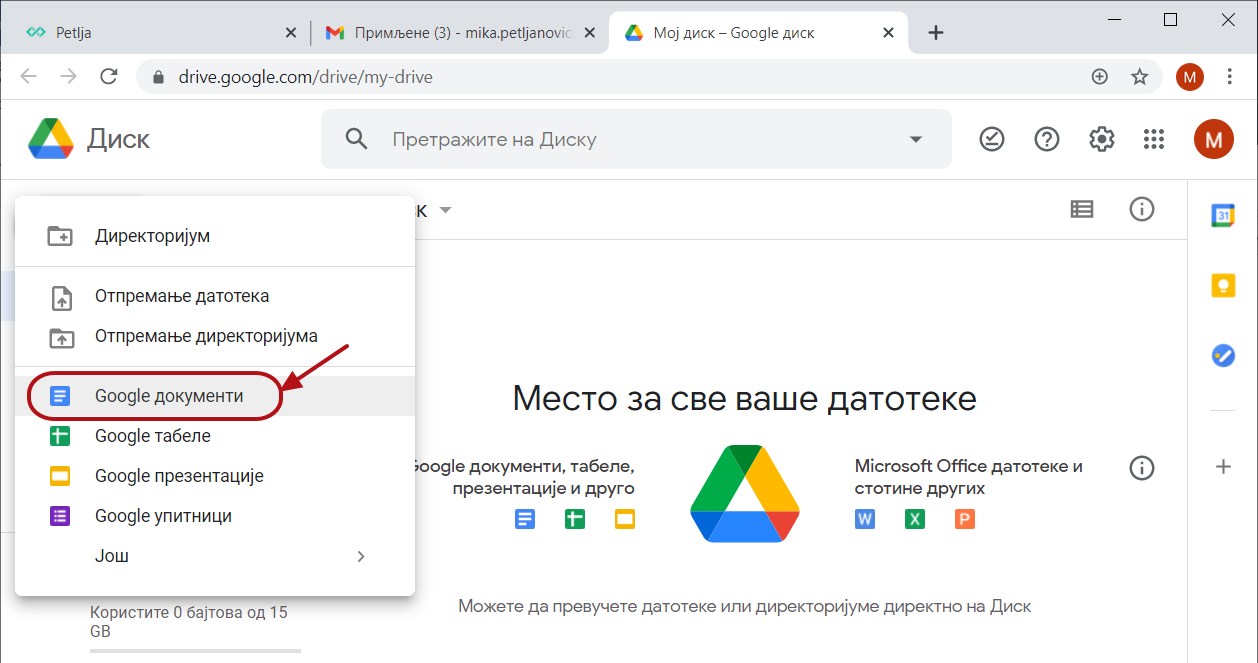 Petlja
Примљене (3) - mika.petljanovic
Мој диск – Google диск
drive.google.com/drive/my-drive
M
Диск
Претражите на Диску
M
Директоријум
Отпремање датотека
Отпремање директоријума
Google документи
Google табеле
Google презентације
Google упитници
Још
Користите 0 бајтова од 15
GB
31
Место за све ваше датотеке
Google документи, табеле,
презентације и друго
Microsoft Office датотеке и
стотине других
W X P
Можете да превучете датотеке или директоријуме директно на Диск